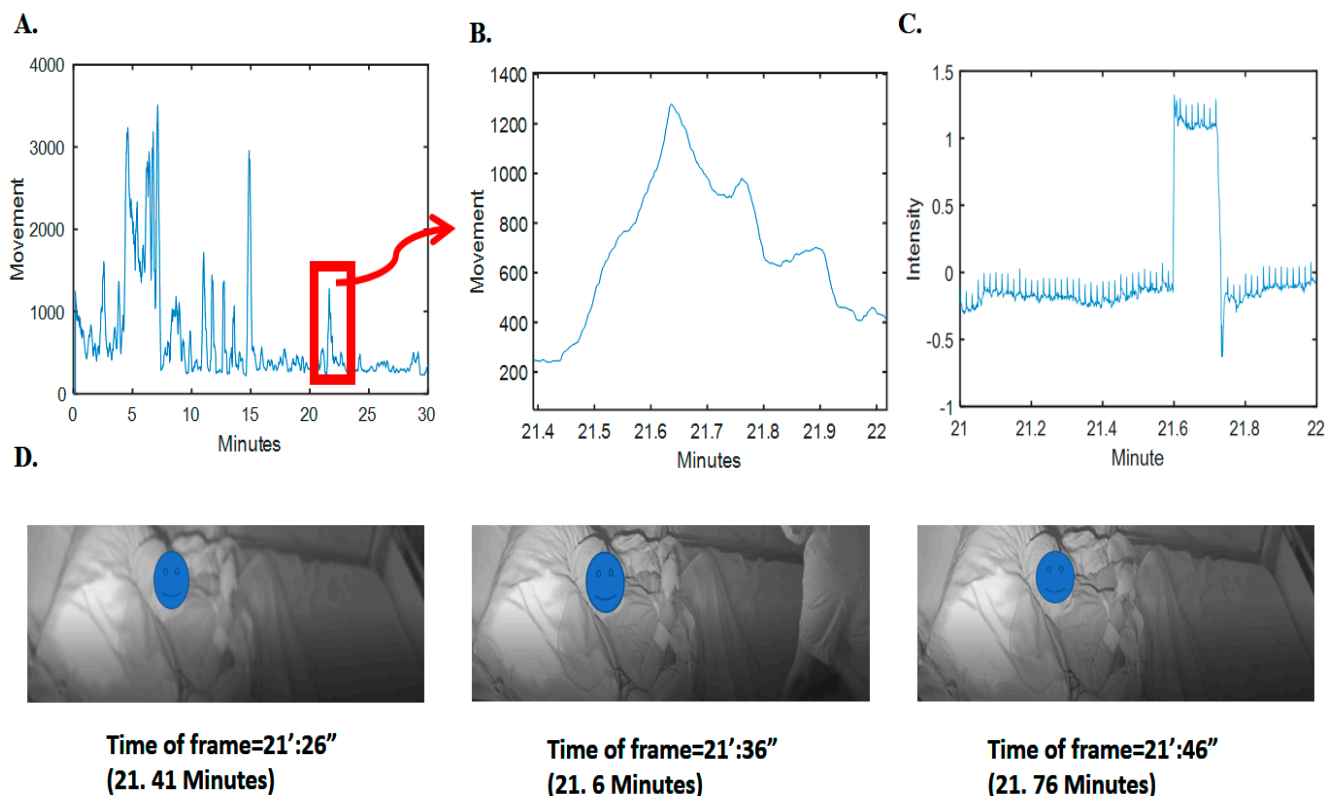 A.
4000
3000
2000
1000
0
Movement
0 5 10 15 20 25 30
Minutes
B.
1400
1200
1000
800
600
400
200
Movement
21.4 21.5 21.6 21.7 21.8 21.9 22
Minutes
C.
1.5
1
0.5
0
-0.5
-1
Intensity
21 21.2 21.4 21.6 21.8 22
Minute
D.
Time of frame=21’:26”
(21. 41 Minutes)
Time of frame=21’:36”
(21. 6 Minutes)
Time of frame=21’:46”
(21. 76 Minutes)